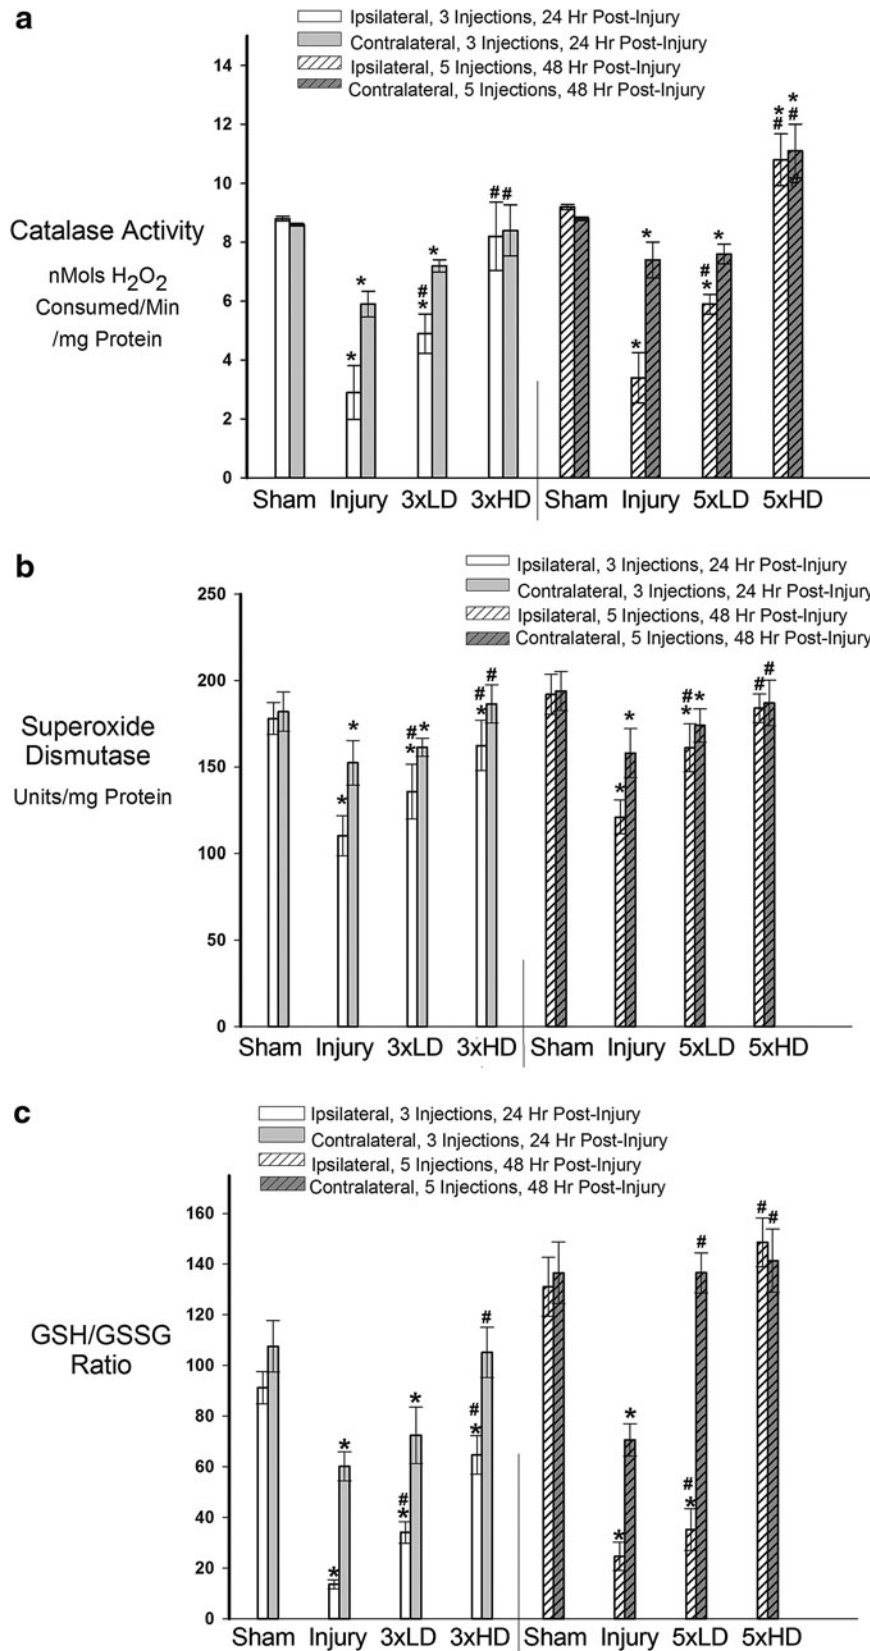 a
Ipsilateral, 3 Injections, 24 Hr Post-Injury
Contralateral, 3 Injections, 24 Hr Post-Injury
Ipsilateral, 5 Injections, 48 Hr Post-Injury
Contralateral, 5 Injections, 48 Hr Post-Injury
Catalase Activity
nMols H2O2
Consumed/Min
/mg Protein
14
12
10
8
6
4
2
0
* * # #
* * # * # # * * # * * * # * # #
Sham Injury 3xLD 3xHD Sham Injury 5xLD 5xHD
b
Ipsilateral, 3 Injections, 24 Hr Post-Injury
Contralateral, 3 Injections, 24 Hr Post-Injury
Ipsilateral, 5 Injections, 48 Hr Post-Injury
Contralateral, 5 Injections, 48 Hr Post-Injury
Superoxide
Dismutase
Units/mg Protein
250
200
150
100
50
0
* * # * * # * # * * # * * # #
Sham Injury 3xLD 3xHD Sham Injury 5xLD 5xHD
c
Ipsilateral, 3 Injections, 24 Hr Post-Injury
Contralateral, 3 Injections, 24 Hr Post-Injury
Ipsilateral, 5 Injections, 48 Hr Post-Injury
Contralateral, 5 Injections, 48 Hr Post-Injury
GSH/GSSG
Ratio
160
140
120
100
80
60
40
20
0
* * # * * # * # * * # * # # #
Sham Injury 3xLD 3xHD Sham Injury 5xLD 5xHD